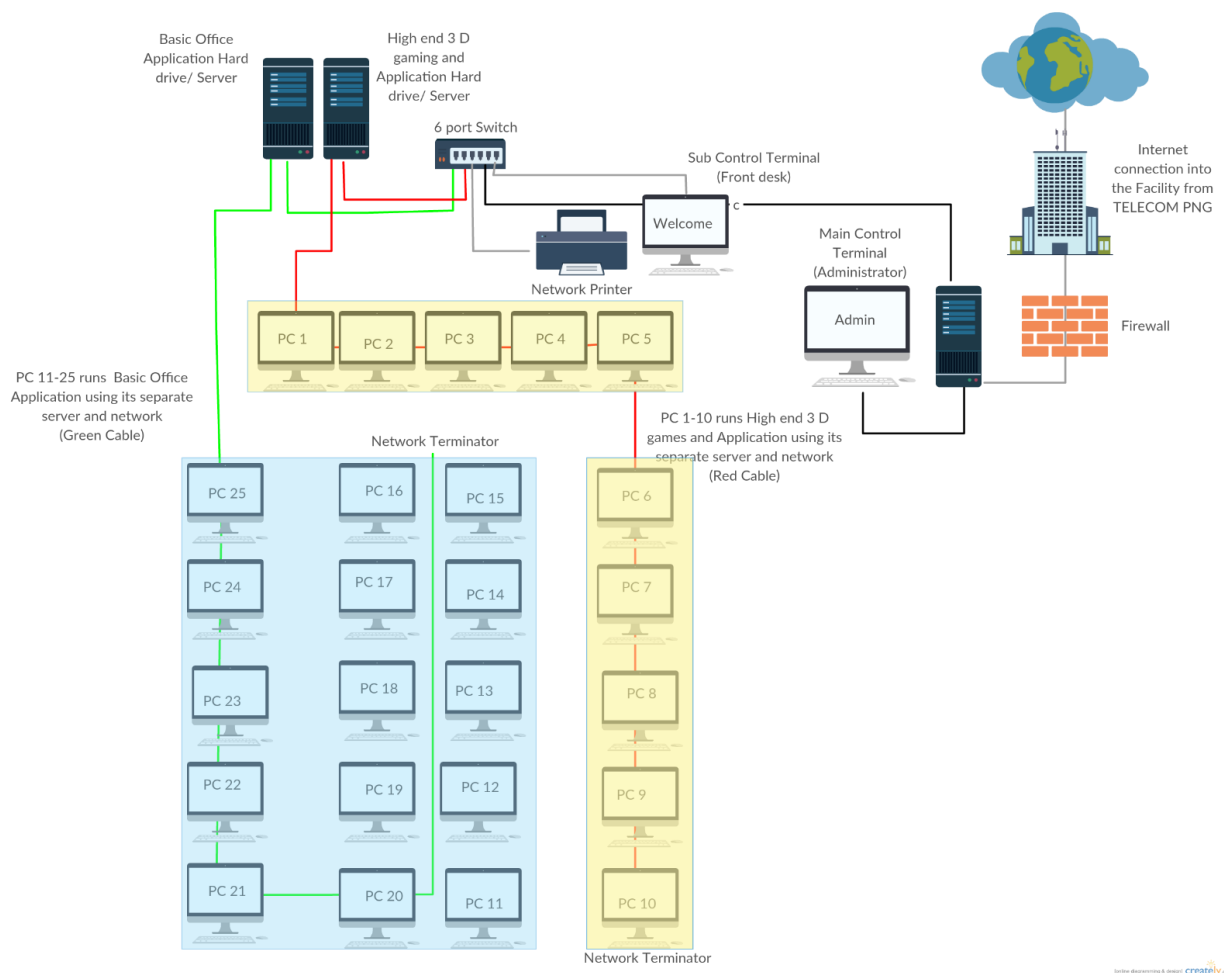 Basic Office
Application Hard
drive/ Server
High end 3 D
gaming and
Application Hard
drive/ Server
6 port Switch
Sub Control Terminal
(Front desk)
Welcome
c
Internet
connection into
the Facility from
TELECOM PNG
Main Control
Terminal
(Administrator)
Admin
Network Printer
Firewall
PC 1
PC 2
PC 3
PC 4
PC 5
PC 11-25 runs Basic Office
Application using its separate
server and network
(Green Cable)
PC 1-10 runs High end 3 D
games and Application using its
separate server and network
(Red Cable)
Network Terminator
PC 25
PC 16
PC 15
PC 6
PC 24
PC 17
PC 14
PC 7
PC 23
PC 18
PC 13
PC 8
PC 22
PC 19
PC 12
PC 9
PC 21
PC 20
PC 11
PC 10
Network Terminator
creately